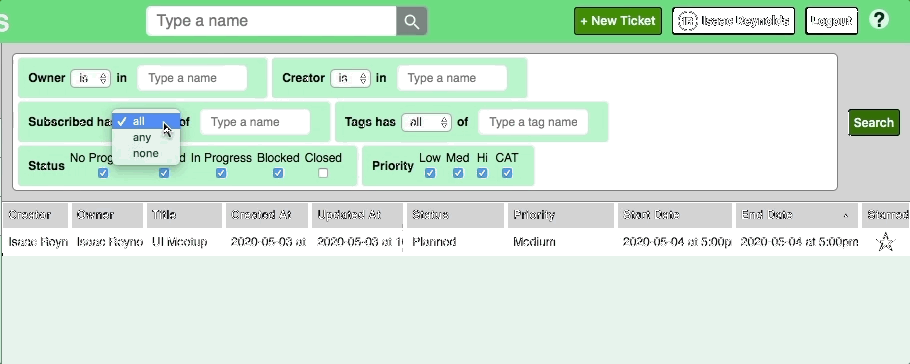 s Type a name + New Ticket IR Isaac Reynolds Logout ?
Owner is in Type a name Creator is in Type a name
Subscribed has ✓ all of Type a name Tags has all of Type a tag name Search
any
none
Status No Prog d In Progress Blocked Closed Priority Low Med Hi CAT
Creator Owner Title Created At Updated At Status Priority Start Date End Date Starred
Isaac Reyn Isaac Reyno UI Meetup 2020-05-03 at 2020-05-03 at 1 Planned Medium 2020-05-04 at 5:00p 2020-05-04 at 5:00pm